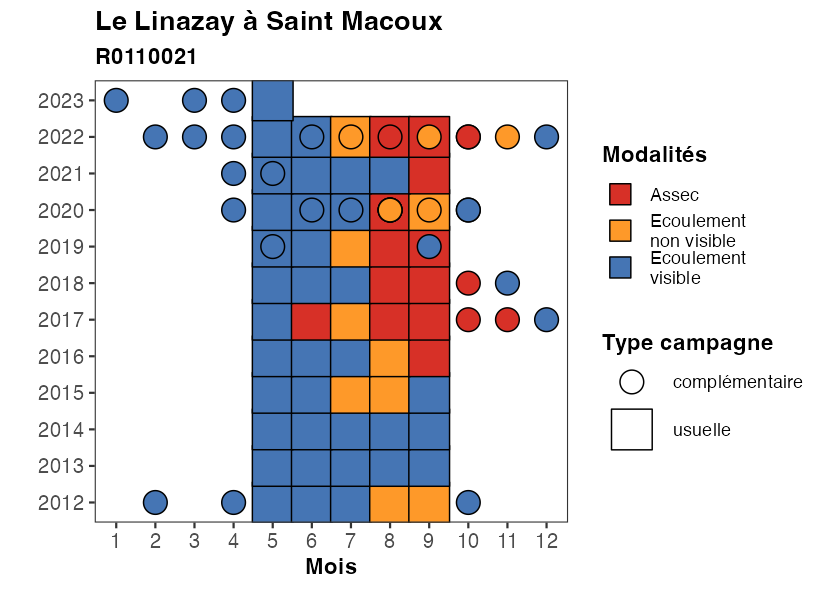 Le Linazay à Saint Macoux
R0110021
2023
2022
2021
2020
2019
2018
2017
2016
2015
2014
2013
2012
1 2 3 4 5 6 7 8 9 10 11 12
Mois
Modalités
Assec
Ecoulement
non visible
Ecoulement
visible
Type campagne
complémentaire
usuelle